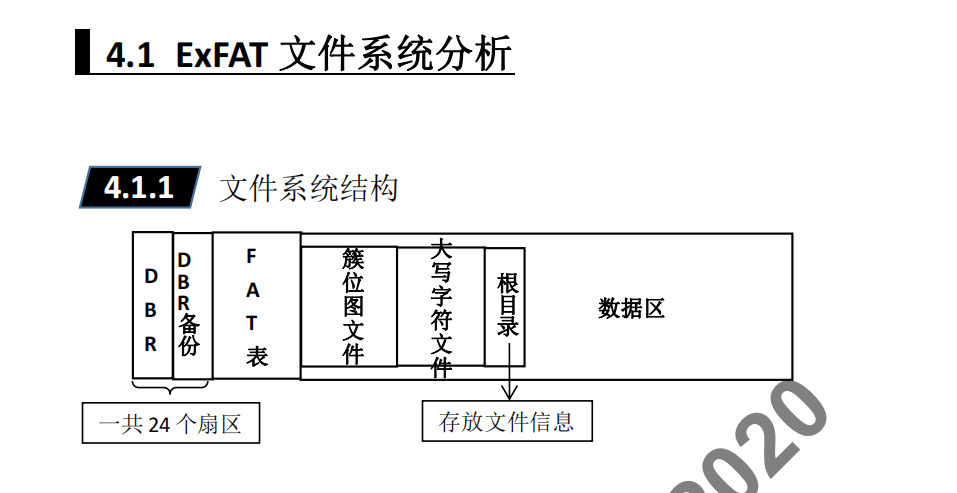 4.1 ExFAT 文件系统分析
4.1.1 文件系统结构
DBR
DBR备份
FAT表
簇位图文件
大写字符文件
根目录
数据区
一共 24 个扇区
存放文件信息
2020